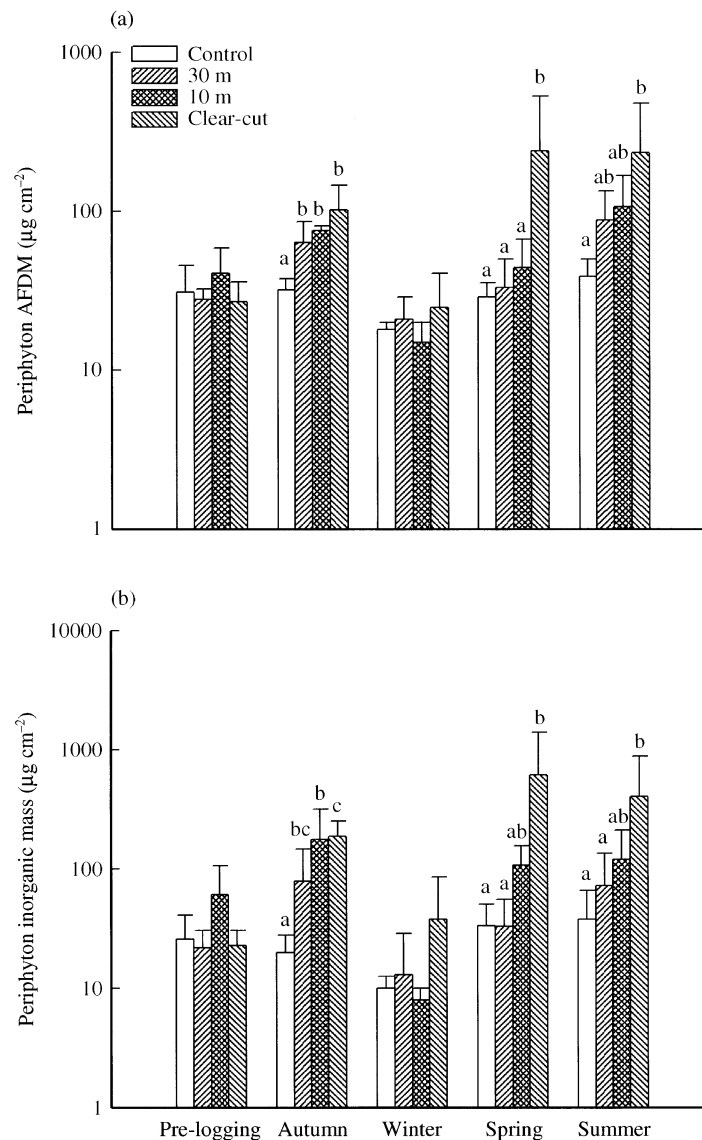 (a)
1000
100
10
1
Periphyton AFDM (μg cm⁻²)
Control
30 m
10 m
Clear-cut
a b b b
a a a b
a ab ab b
(b)
10000
1000
100
10
1
Periphyton inorganic mass (μg cm⁻²)
a bc b c
a a ab b
a a ab b
Pre-logging Autumn Winter Spring Summer